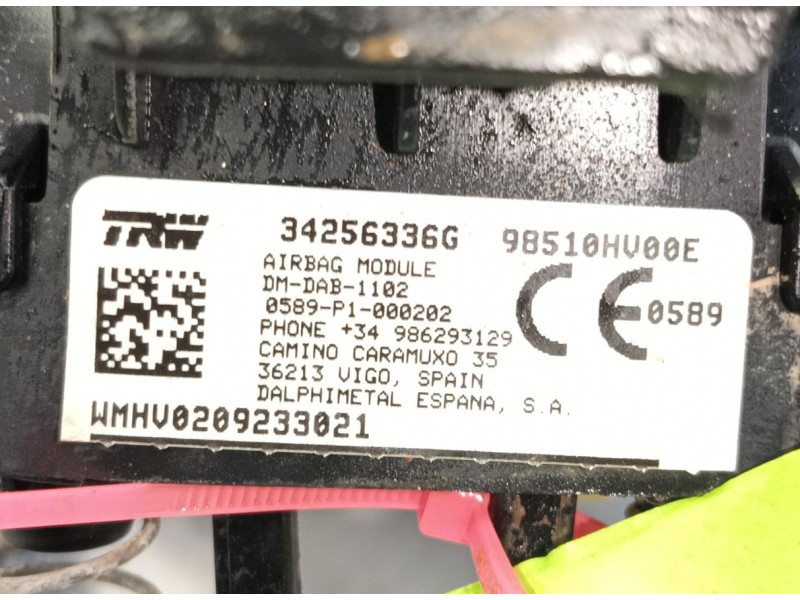 TRW 34256336G 98510HV00E
AIRBAG MODULE
DM-DAB-1102
0589-P1-000202
CE 0589
PHONE +34 986293129
CAMINO CARAMUXO 35
36213 VIGO, SPAIN
DALPHIMETAL ESPANA, S.A.
WMHV0209233021